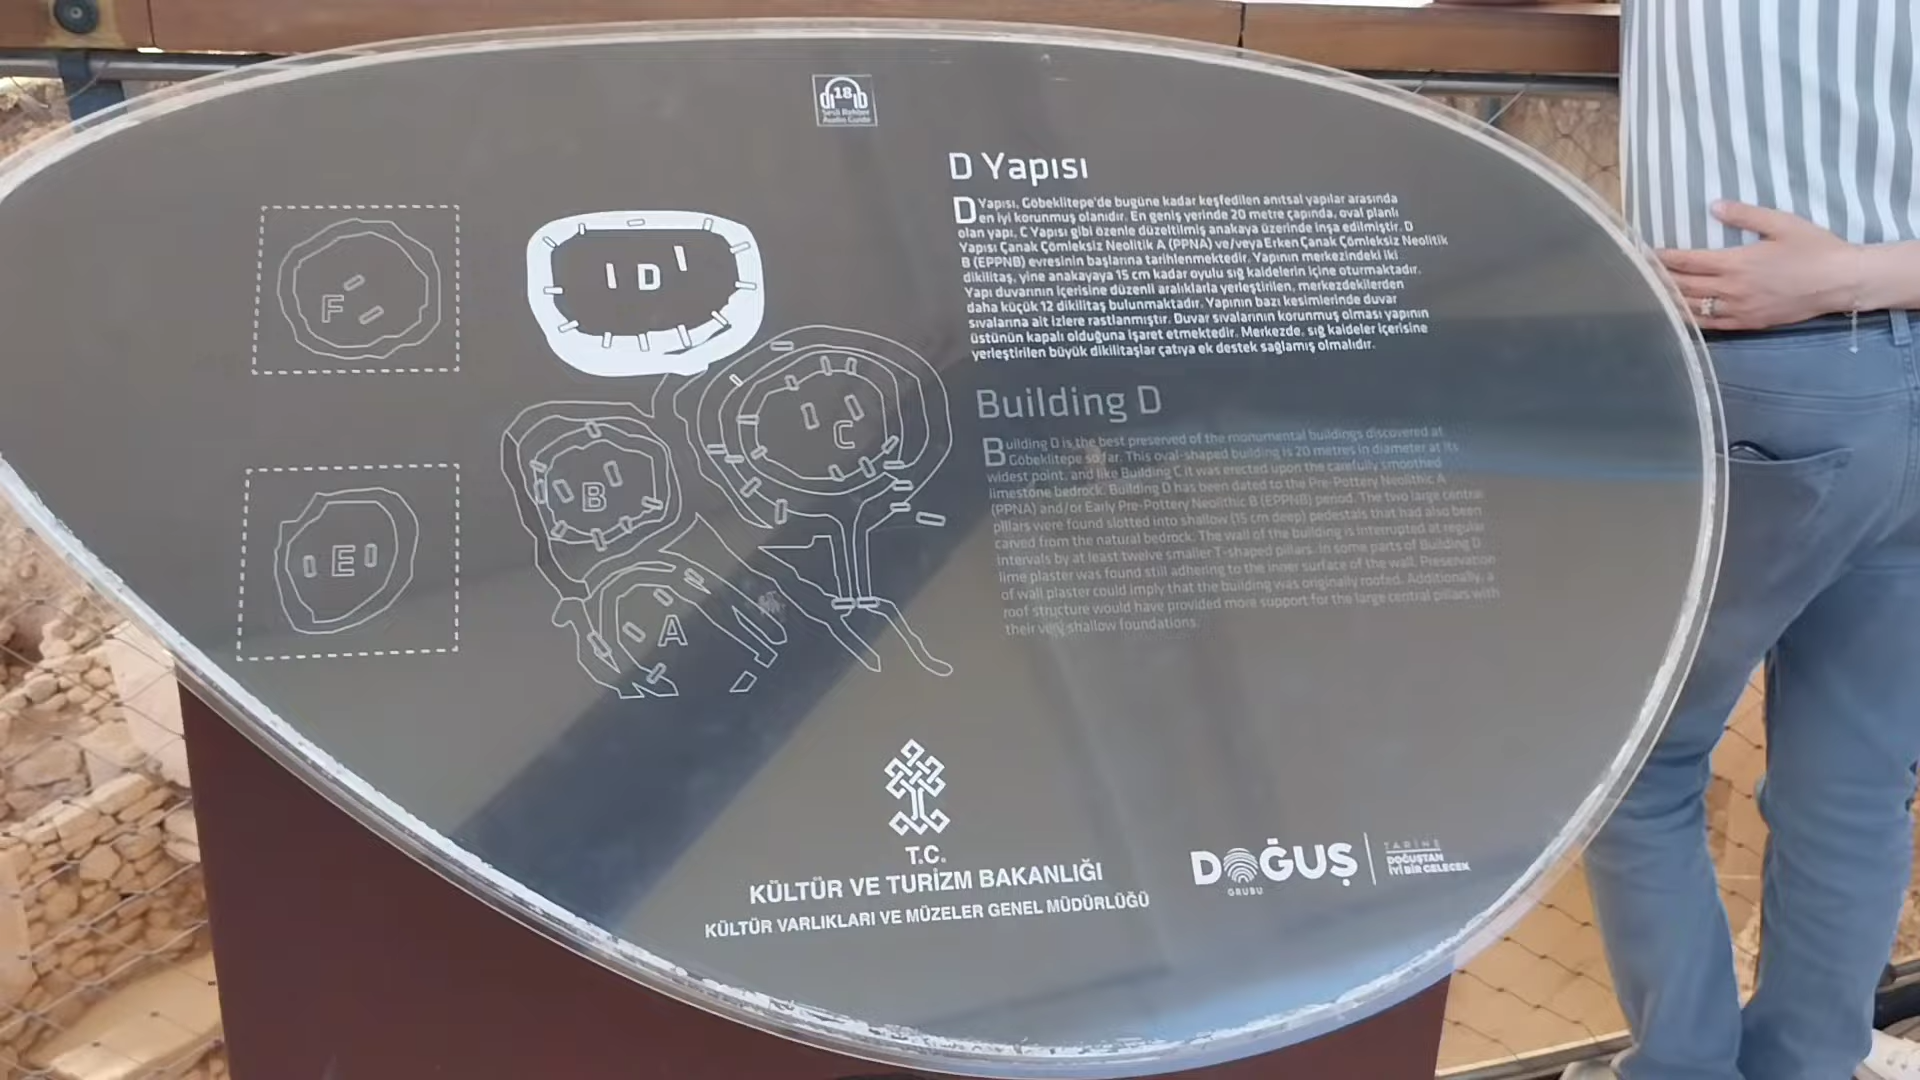 18
Sesli Rehber
Audio Guide
D Yapısı
D Yapısı, Göbeklitepe'de bugüne kadar keşfedilen anıtsal yapılar arasında
en iyi korunmuş olanıdır. En geniş yerinde 20 metre çapında, oval planlı
olan yapı, C Yapısı gibi özenle düzeltilmiş anakaya üzerinde inşa edilmiştir. D
Yapısı Çanak Çömleksiz Neolitik A (PPNA) ve/veya Erken Çanak Çömleksiz Neolitik
B (EPPNB) evresinin başlarına tarihlenmektedir. Yapının merkezindeki iki
dikilitaş, yine anakayaya 15 cm kadar oyulu sığ kaidelerin içine oturmaktadır.
Yapı duvarının içerisine düzenli aralıklarla yerleştirilen, merkezdekilerden
daha küçük 12 dikilitaş bulunmaktadır. Yapının bazı kesimlerinde duvar
sıvalarına ait izlere rastlanmıştır. Duvar sıvalarının korunmuş olması yapının
üstünün kapalı olduğuna işaret etmektedir. Merkezde, sığ kaideler içerisine
yerleştirilen büyük dikilitaşlar çatıya ek destek sağlamış olmalıdır.
Building D
Building D is the best preserved of the monumental buildings discovered at
Göbeklitepe so far. This oval-shaped building is 20 metres in diameter at its
widest point, and like Building C it was erected upon the carefully smoothed
limestone bedrock. Building D has been dated to the Pre-Pottery Neolithic A
(PPNA) and/or Early Pre-Pottery Neolithic B (EPPNB) period. The two large central
pillars were found slotted into shallow (15 cm deep) pedestals that had also been
carved from the natural bedrock. The wall of the building is interrupted at regular
intervals by at least twelve smaller T-shaped pillars. In some parts of Building D
lime plaster was found still adhering to the inner surface of the wall. Preservation
of wall plaster could imply that the building was originally roofed. Additionally, a
roof structure would have provided more support for the large central pillars with
their very shallow foundations.
F
D
C
B
E
A
T.C.
KÜLTÜR VE TURİZM BAKANLIĞI
KÜLTÜR VARLIKLARI VE MÜZELER GENEL MÜDÜRLÜĞÜ
DOĞUŞ
GRUBU
TARİHE
DOĞUŞTAN
İYİ BİR GELECEK